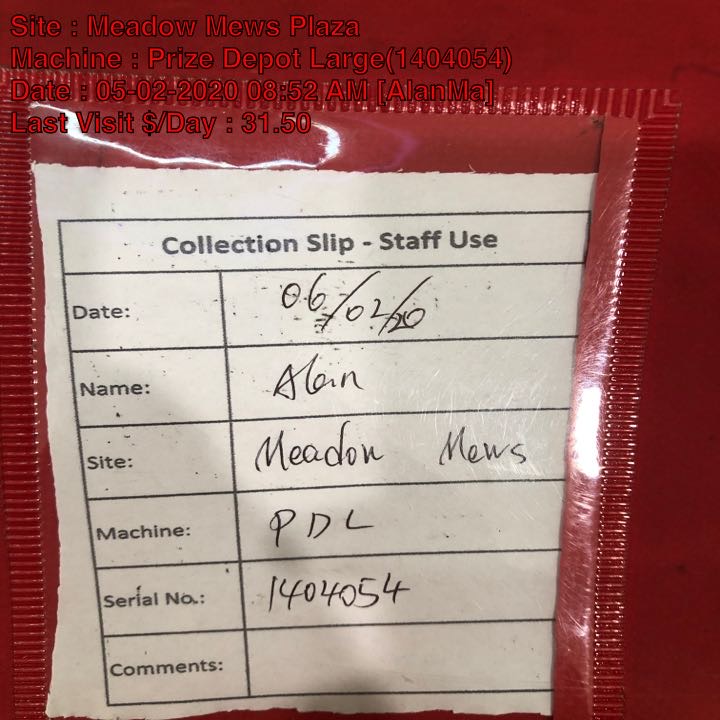 Site : Meadow Mews Plaza
Machine : Prize Depot Large(1404054)
Date : 05-02-2020 08:52 AM [AlanMa]
Last Visit $/Day : 31.50
Collection Slip - Staff Use
Date: 06/02/20
Name: Alan
Site: Meadow Mews
Machine: PDL
Serial No.: 1404054
Comments: